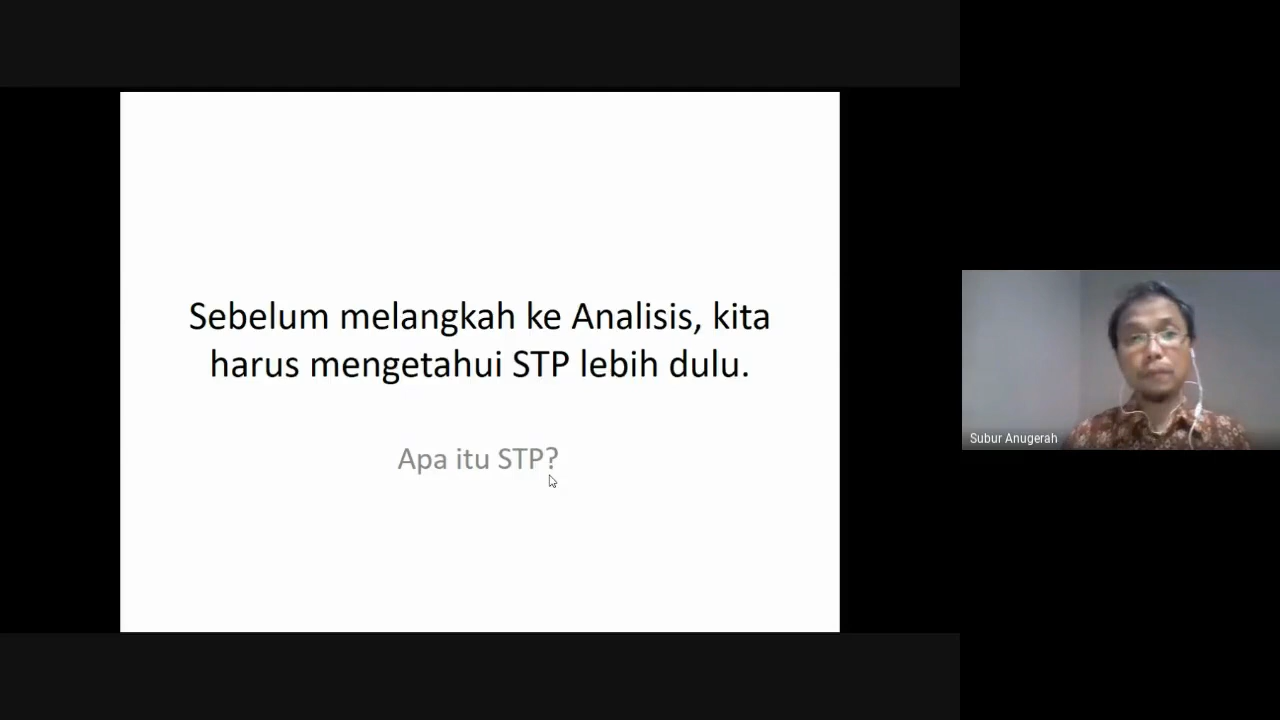 Sebelum melangkah ke Analisis, kita
harus mengetahui STP lebih dulu.
Apa itu STP?
Subur Anugerah